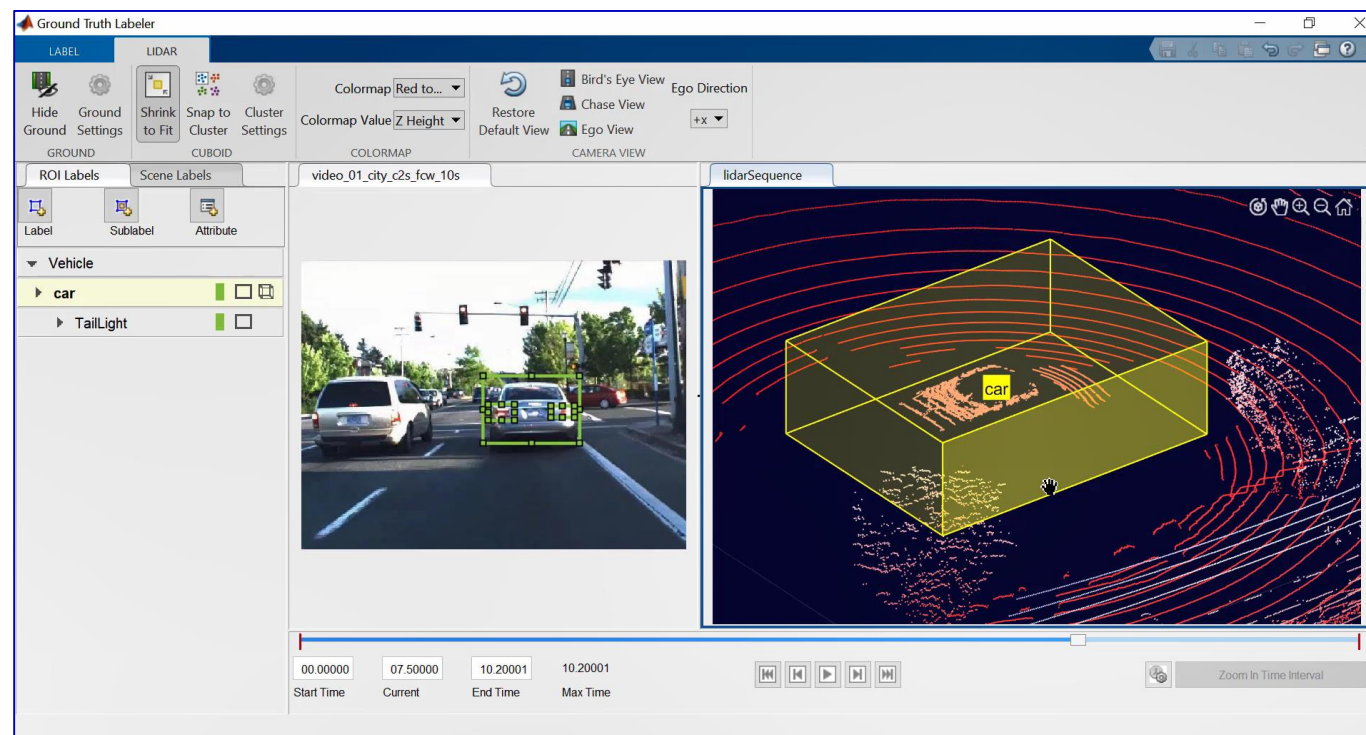 Ground Truth Labeler
LABEL
LIDAR
Hide Ground
Ground Settings
GROUND
Shrink to Fit
Snap to Cluster
Cluster Settings
CUBOID
Colormap Red to...
Colormap Value Z Height
COLORMAP
Restore Default View
Bird's Eye View
Chase View
Ego View
Ego Direction
+x
CAMERA VIEW
ROI Labels
Scene Labels
Label
Sublabel
Attribute
Vehicle
car
TailLight
video_01_city_c2s_fcw_10s
lidarSequence
car
00.00000
07.50000
10.20001
10.20001
Start Time
Current
End Time
Max Time
Zoom In Time Interval